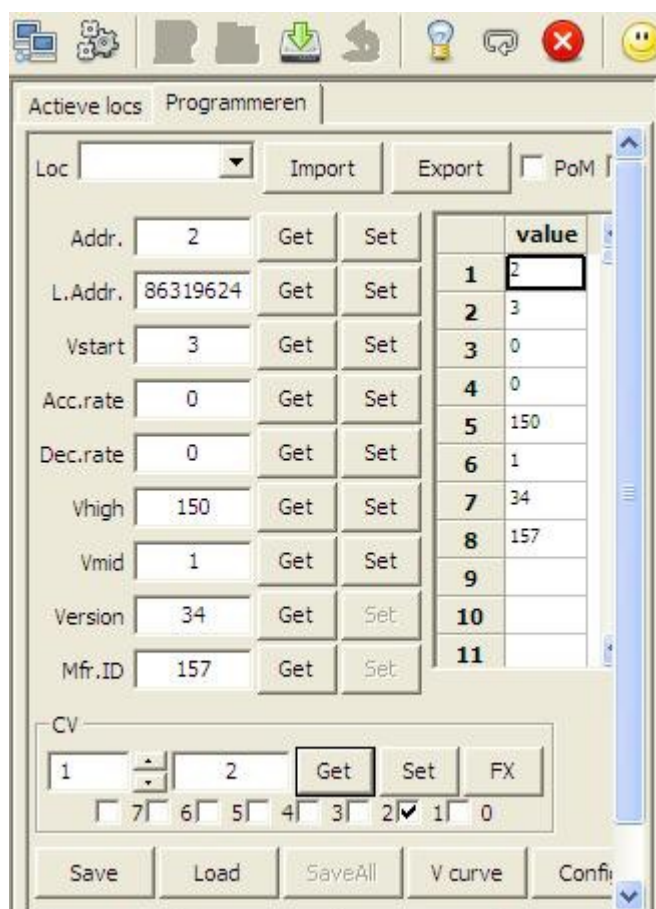 Actieve locs Programmeren
Loc Import Export PoM
Addr. 2 Get Set
L.Addr. 86319624 Get Set
Vstart 3 Get Set
Acc.rate 0 Get Set
Dec.rate 0 Get Set
Vhigh 150 Get Set
Vmid 1 Get Set
Version 34 Get Set
Mfr.ID 157 Get Set
value
1 2
2 3
3 0
4 0
5 150
6 1
7 34
8 157
9
10
11
CV
1 2 Get Set FX
7 6 5 4 3 2 1 0
Save Load SaveAll V curve Config